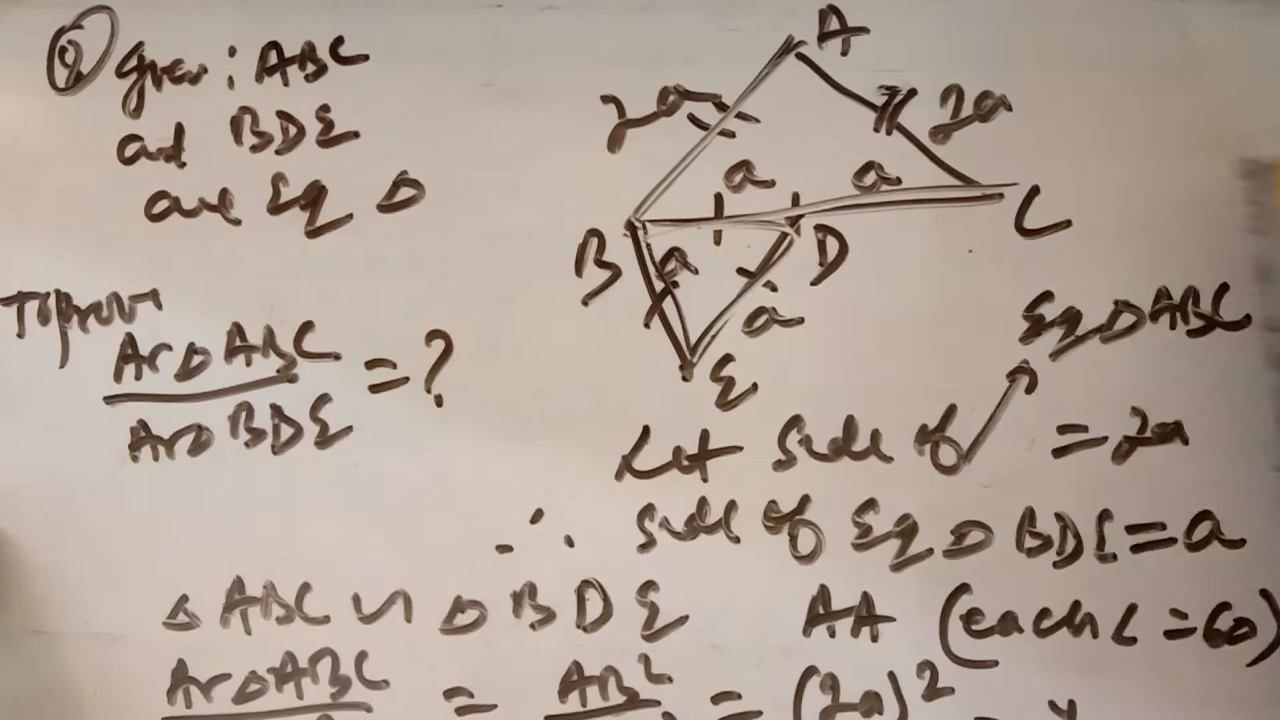 Q Given: ABC
and BDE
are Eq Δ
To prove
Ar Δ ABC
= ?
Ar Δ BDE
A
2a
2a
a
a
B
D
C
a
a
E
Eq Δ ABC
Let side of = 2a
∴ side of Eq Δ BDE = a
Δ ABC ~ Δ BDE AA (each ∠ = 60)
Ar Δ ABC = AB² = (2a)²